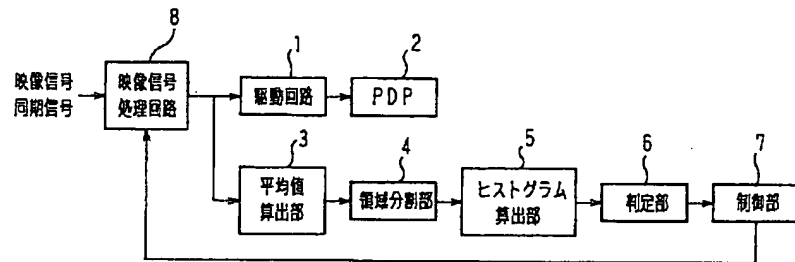 8
1
2
映像信号
同期信号
映像信号
処理回路
駆動回路
PDP
3
4
5
6
7
平均値
算出部
領域分割部
ヒストグラム
算出部
判定部
制御部